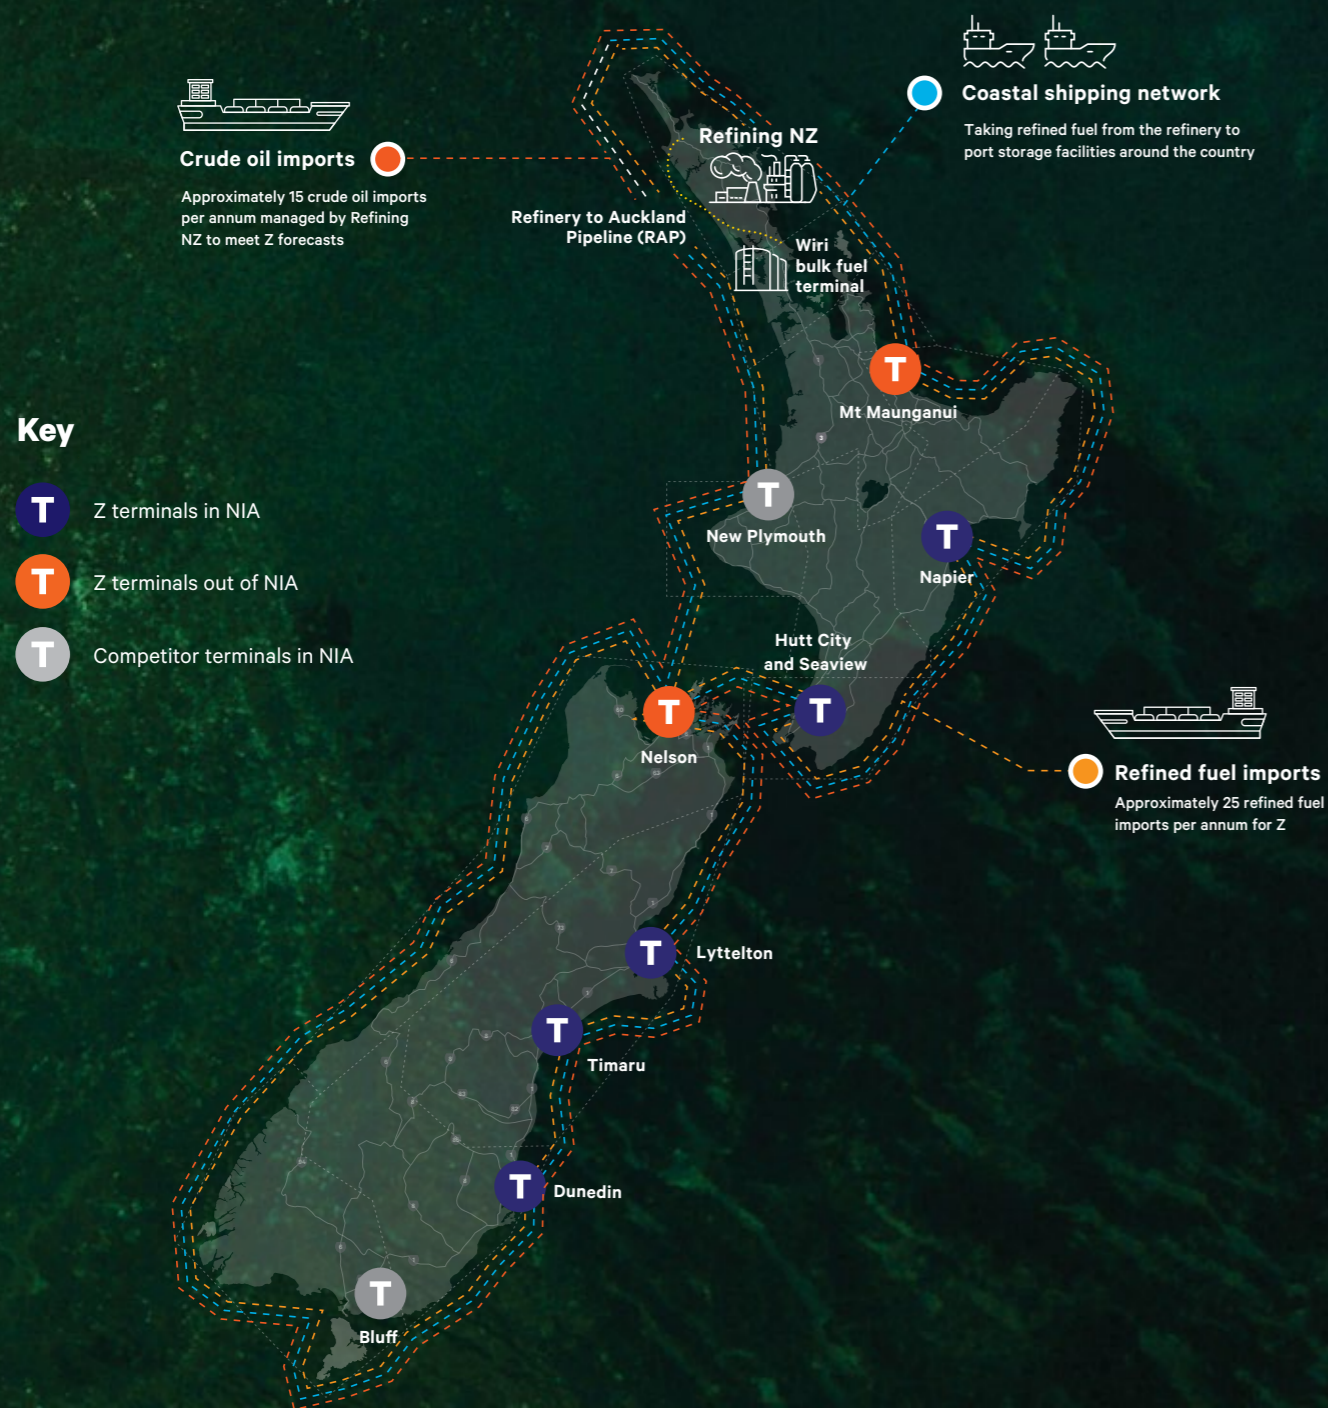 Coastal shipping network
Taking refined fuel from the refinery to
port storage facilities around the country
Crude oil imports
Approximately 15 crude oil imports
per annum managed by Refining
NZ to meet Z forecasts
Refining NZ
Refinery to Auckland
Pipeline (RAP)
Wiri
bulk fuel
terminal
T
Mt Maunganui
Key
T Z terminals in NIA
T Z terminals out of NIA
T Competitor terminals in NIA
T
New Plymouth
T
Napier
Hutt City
and Seaview
T
T
Nelson
Refined fuel imports
Approximately 25 refined fuel
imports per annum for Z
T Lyttelton
T
Timaru
T Dunedin
T
Bluff